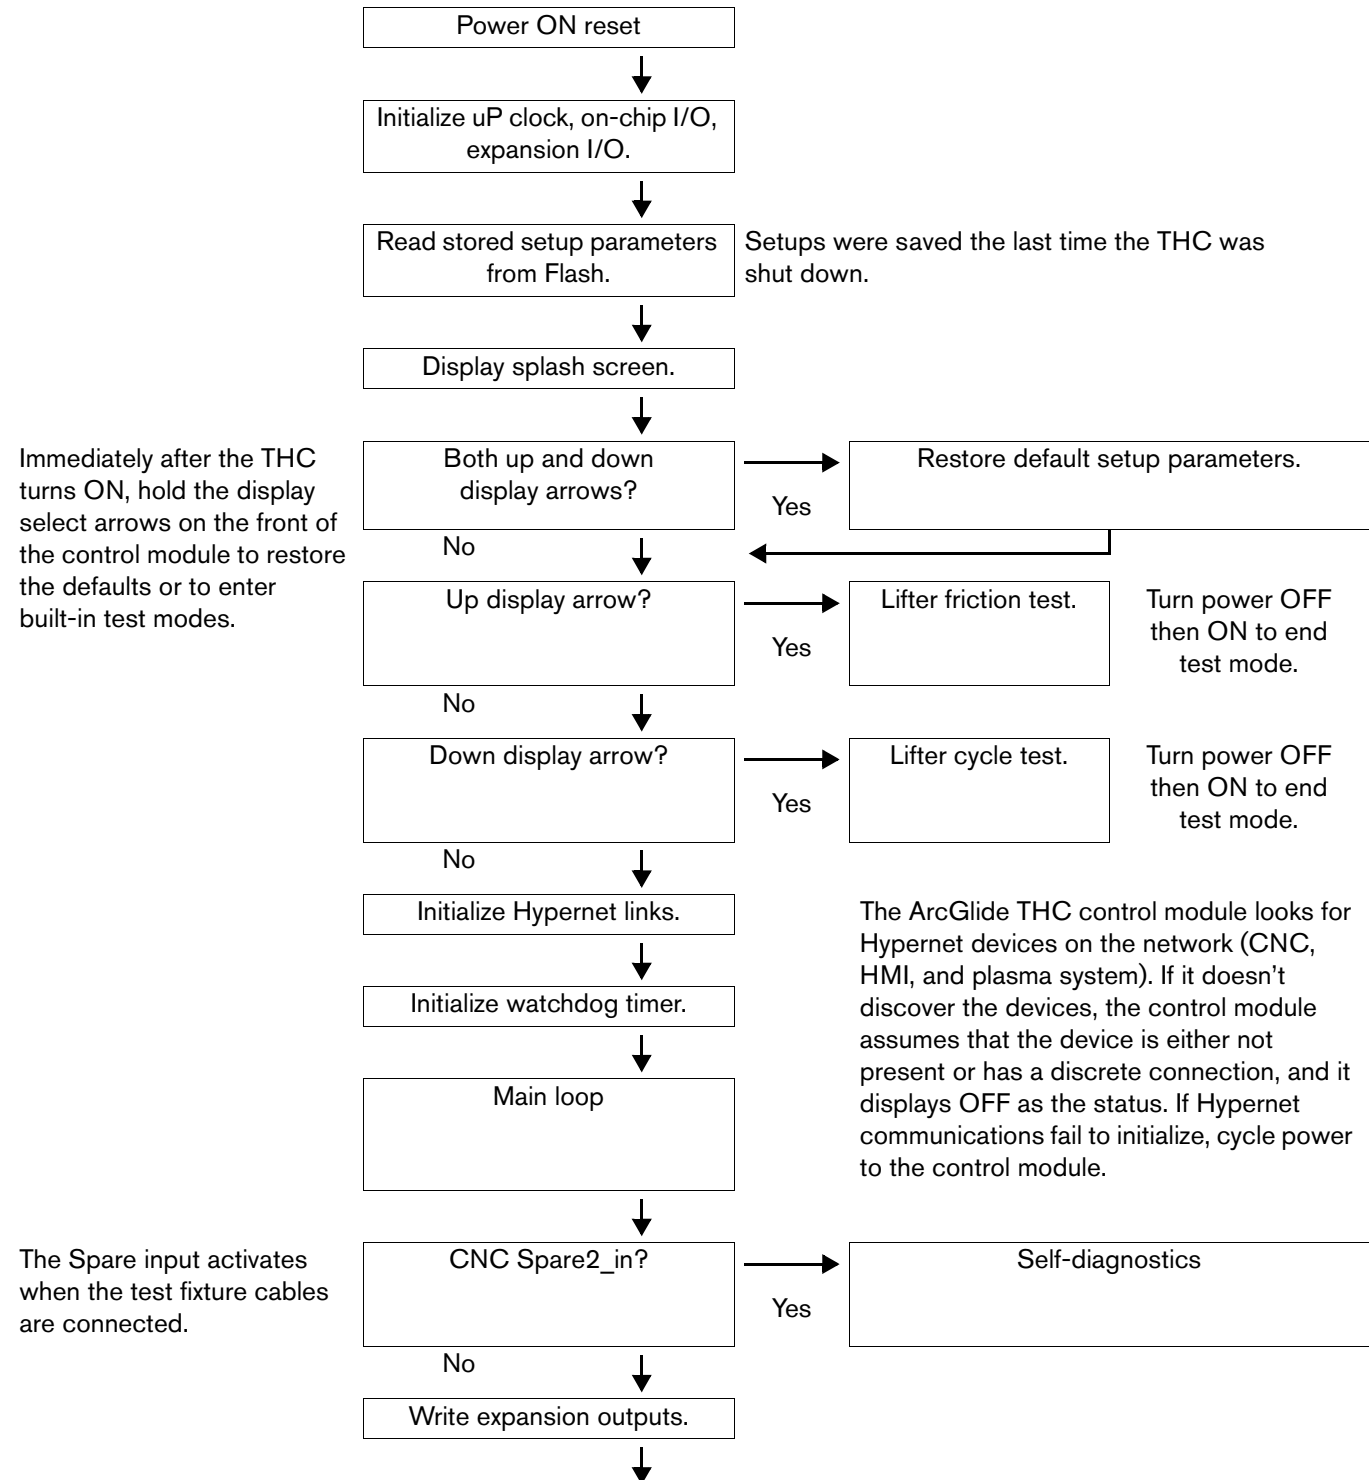 Power ON reset
Initialize uP clock, on-chip I/O,
expansion I/O.
Read stored setup parameters
from Flash.
Setups were saved the last time the THC was
shut down.
Display splash screen.
Immediately after the THC
turns ON, hold the display
select arrows on the front of
the control module to restore
the defaults or to enter
built-in test modes.
Both up and down
display arrows?
Yes
Restore default setup parameters.
No
Up display arrow?
Yes
Lifter friction test.
Turn power OFF
then ON to end
test mode.
No
Down display arrow?
Yes
Lifter cycle test.
Turn power OFF
then ON to end
test mode.
No
Initialize Hypernet links.
The ArcGlide THC control module looks for
Hypernet devices on the network (CNC,
HMI, and plasma system). If it doesn’t
discover the devices, the control module
assumes that the device is either not
present or has a discrete connection, and it
displays OFF as the status. If Hypernet
communications fail to initialize, cycle power
to the control module.
Initialize watchdog timer.
Main loop
The Spare input activates
when the test fixture cables
are connected.
CNC Spare2_in?
Yes
Self-diagnostics
No
Write expansion outputs.